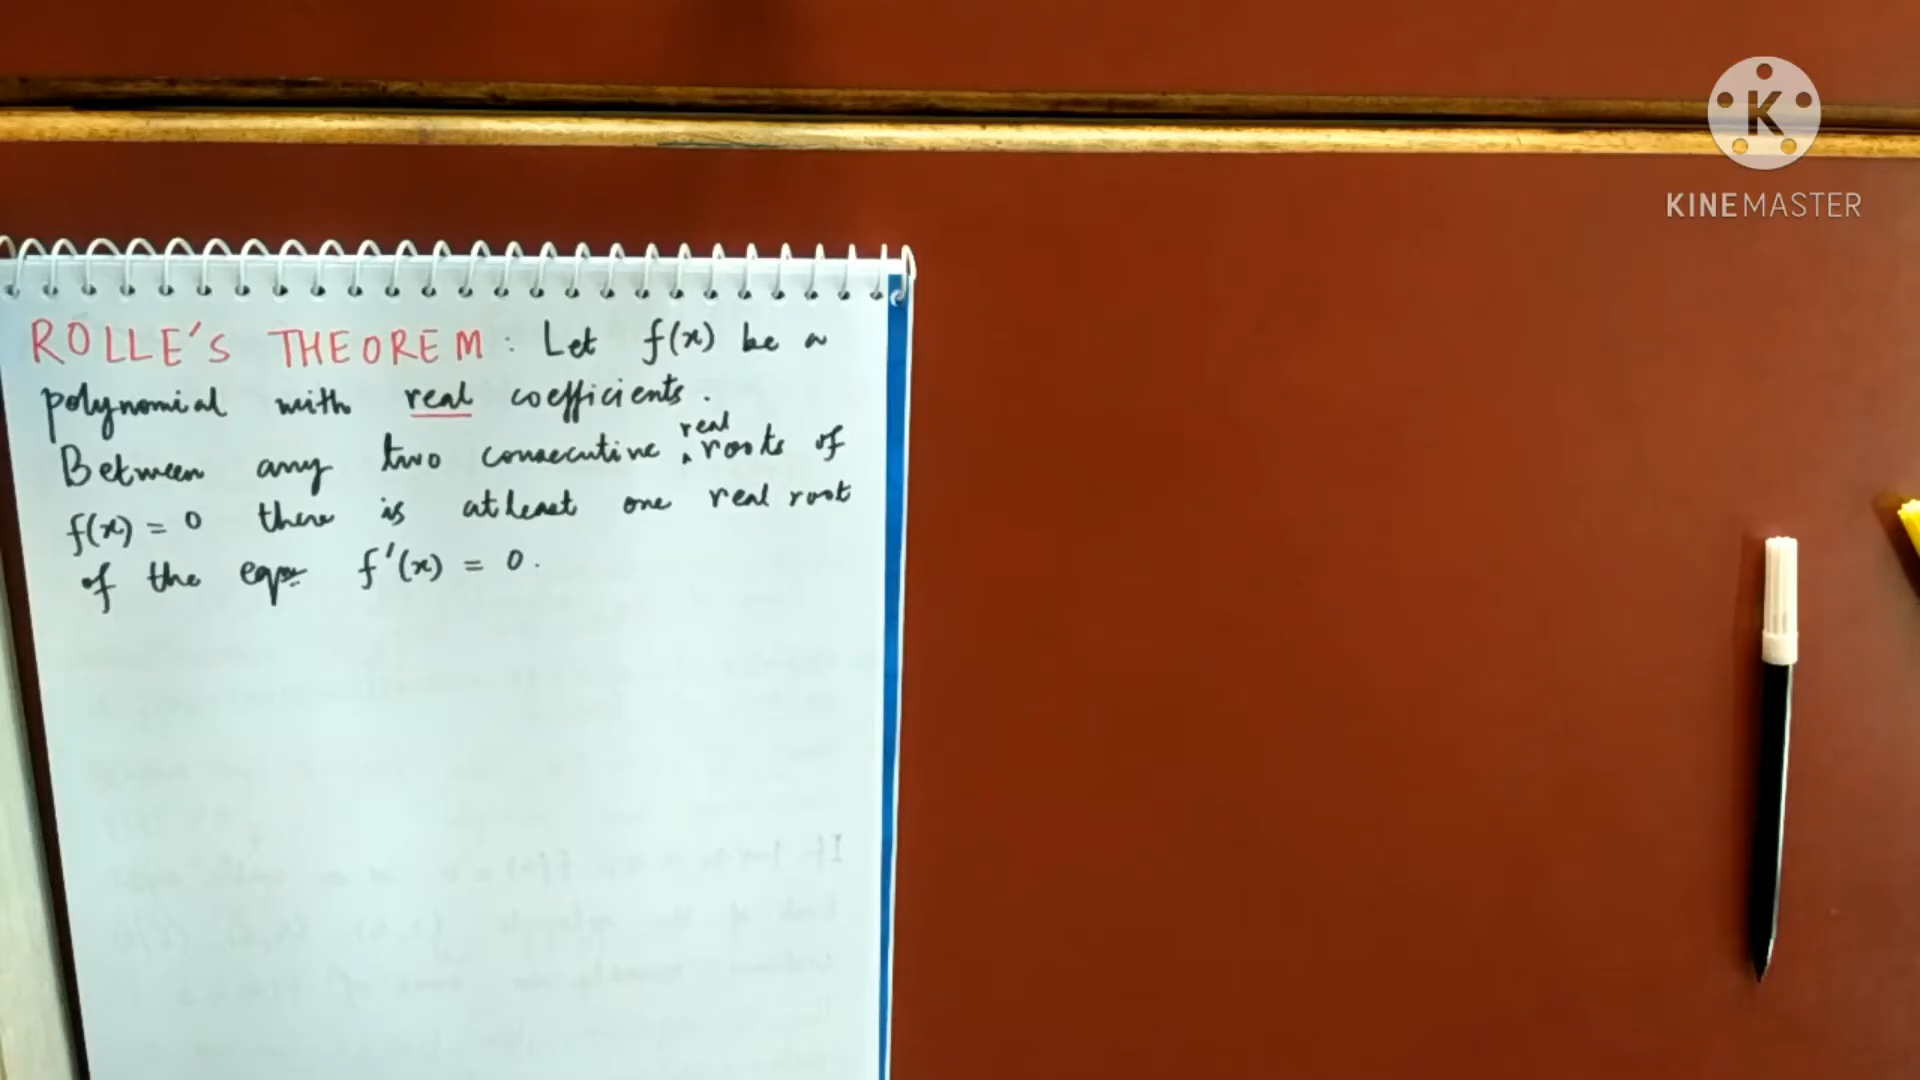 ROLLE'S THEOREM : Let f(x) be a
polynomial with real coefficients.
Between any two consecutive real roots of
f(x) = 0 there is atleast one real root
of the eqn f'(x) = 0.
K
KINEMASTER